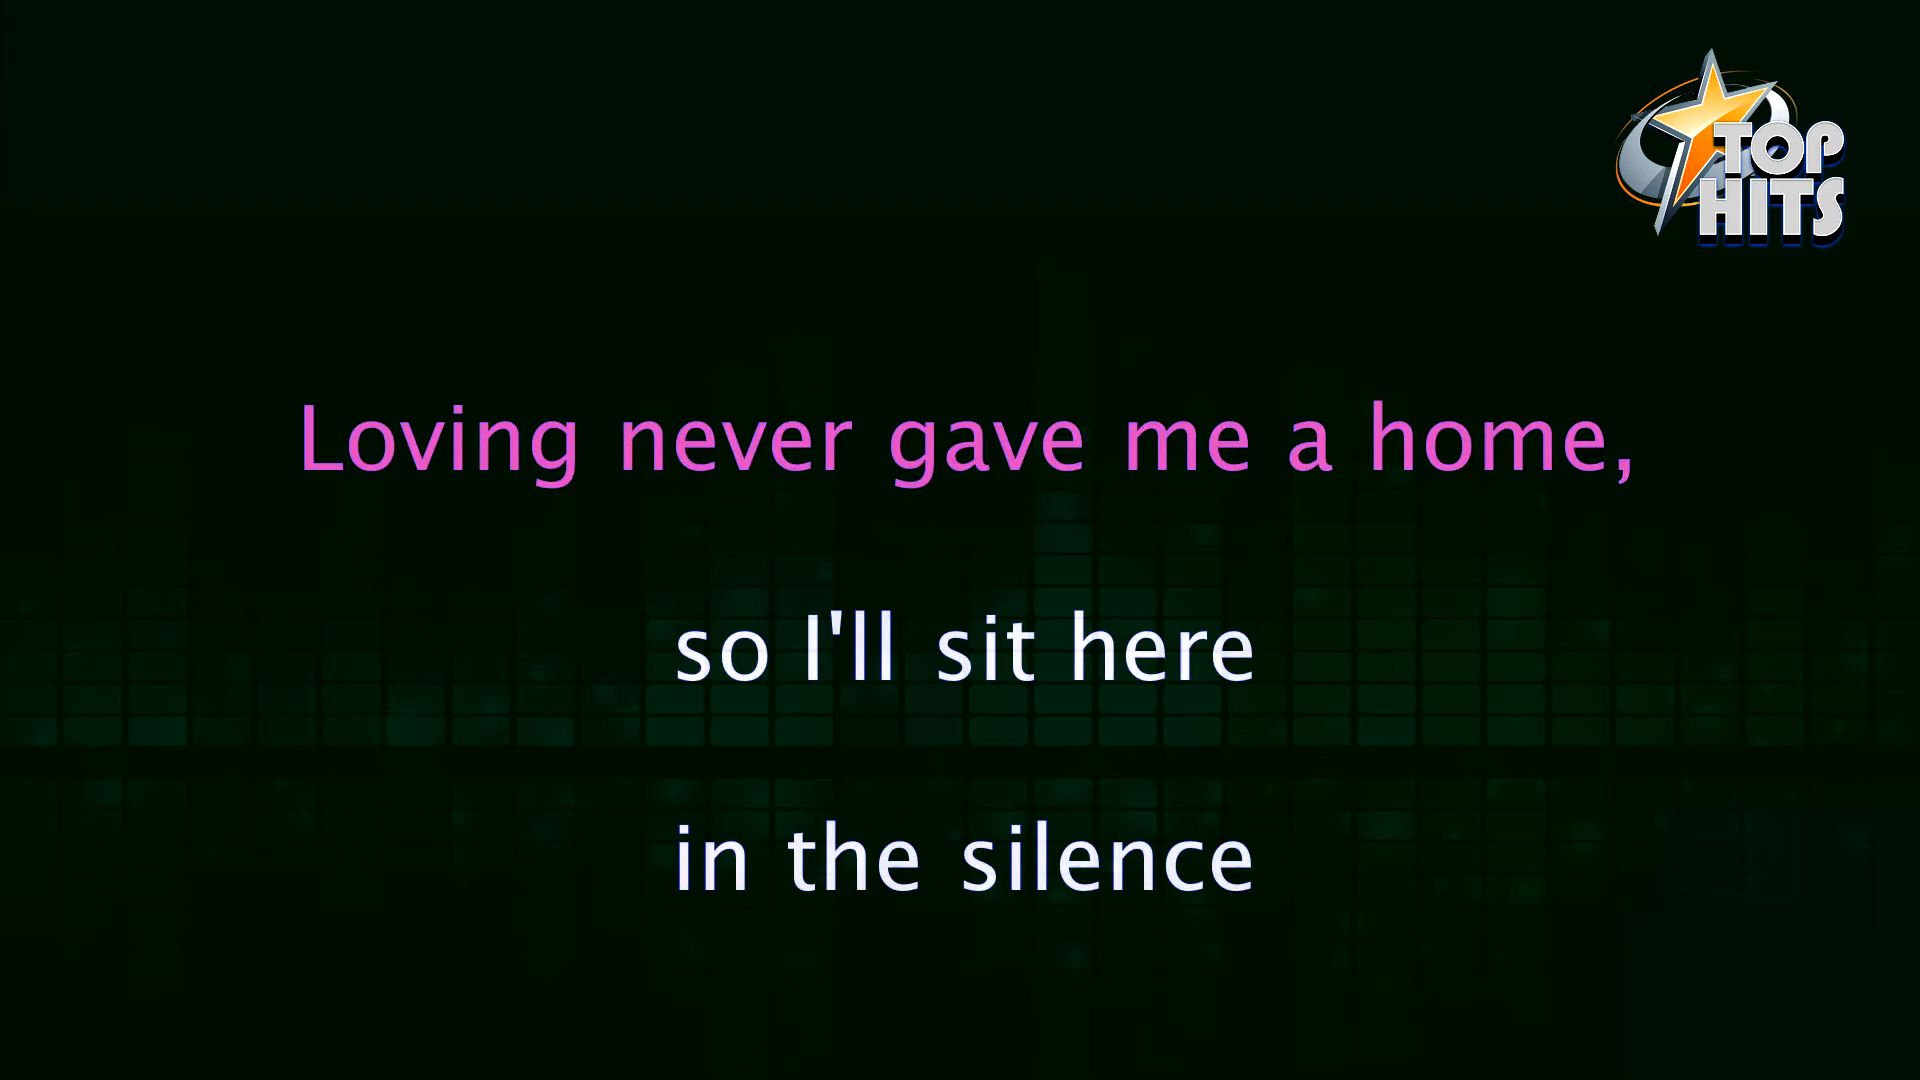 TOP
HITS
Loving never gave me a home,
so I'll sit here
in the silence